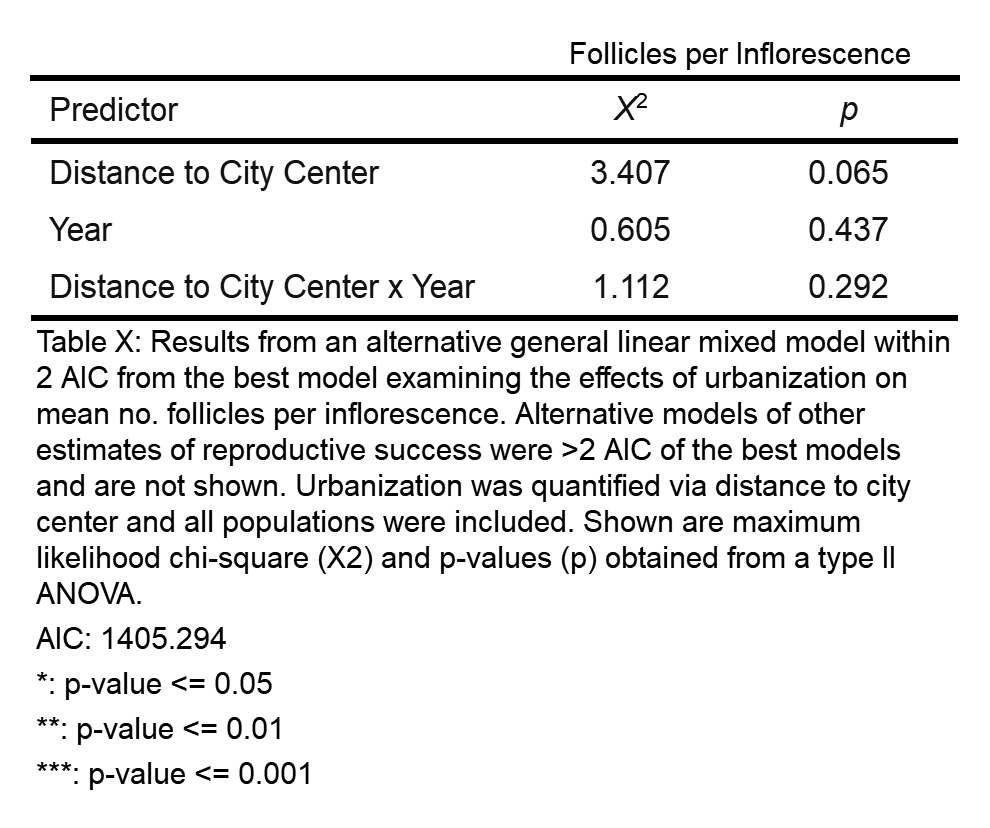 Follicles per Inflorescence
Predictor X² p
Distance to City Center 3.407 0.065
Year 0.605 0.437
Distance to City Center x Year 1.112 0.292
Table X: Results from an alternative general linear mixed model within
2 AIC from the best model examining the effects of urbanization on
mean no. follicles per inflorescence. Alternative models of other
estimates of reproductive success were >2 AIC of the best models
and are not shown. Urbanization was quantified via distance to city
center and all populations were included. Shown are maximum
likelihood chi-square (X2) and p-values (p) obtained from a type II
ANOVA.
AIC: 1405.294
*: p-value <= 0.05
**: p-value <= 0.01
***: p-value <= 0.001